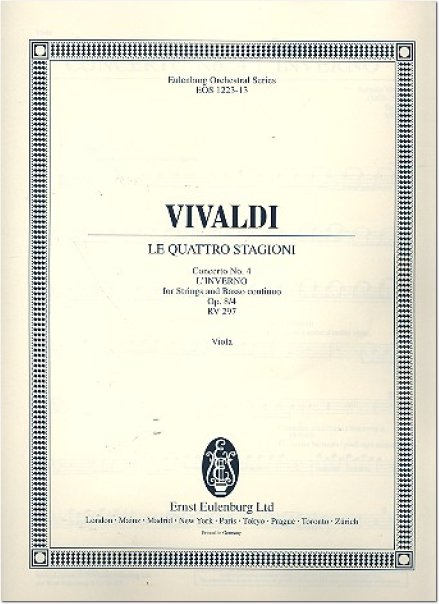 Eulenburg Orchestral Series
EOS 1223-13
VIVALDI
LE QUATTRO STAGIONI
Concerto No. 4
L'INVERNO
for Strings and Basso continuo
Op. 8/4
RV 297
Viola
Ernst Eulenburg Ltd
London · Mainz · Madrid · New York · Paris · Tokyo · Prague · Toronto · Zürich
Printed in Germany